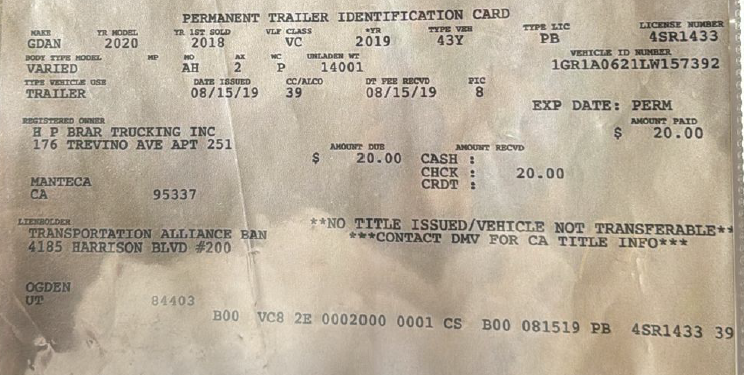 PERMANENT TRAILER IDENTIFICATION CARD
MAKE YR MODEL YR 1ST SOLD VLF CLASS *YR TYPE VEH TYPE LIC LICENSE NUMBER
GDAN 2020 2018 VC 2019 43Y PB 4SR1433
BODY TYPE MODEL MP MO AX WC UNLADEN WT VEHICLE ID NUMBER
VARIED AH 2 P 14001 1GR1A0621LW157392
TYPE VEHICLE USE DATE ISSUED CC/ALCO DT FEE RECVD PIC
TRAILER 08/15/19 39 08/15/19 8
EXP DATE: PERM
REGISTERED OWNER AMOUNT PAID
H P BRAR TRUCKING INC $ 20.00
176 TREVINO AVE APT 251 AMOUNT DUE AMOUNT RECVD
$ 20.00 CASH :
CHCK : 20.00
MANTECA CRDT :
CA 95337
LIENHOLDER **NO TITLE ISSUED/VEHICLE NOT TRANSFERABLE**
TRANSPORTATION ALLIANCE BAN ***CONTACT DMV FOR CA TITLE INFO***
4185 HARRISON BLVD #200
OGDEN
UT 84403
B00 VC8 2E 0002000 0001 CS B00 081519 PB 4SR1433 39